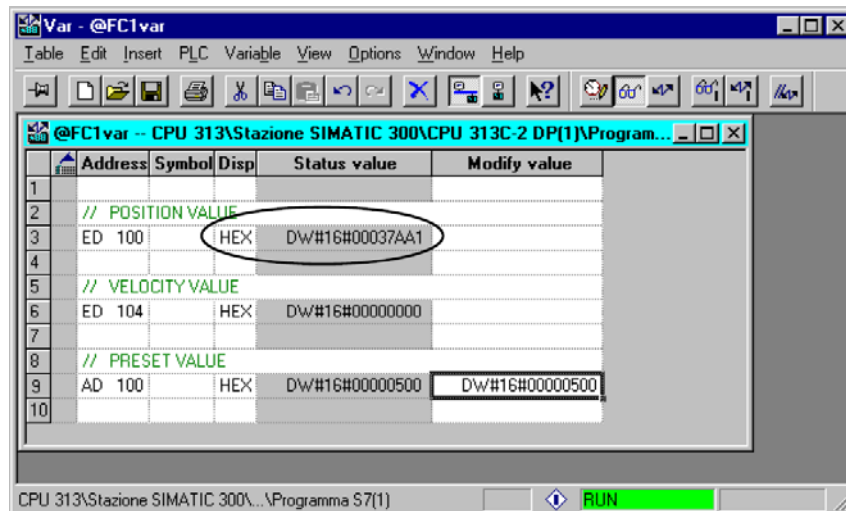 Var - @FC1var
Table Edit Insert PLC Variable View Options Window Help
@FC1var -- CPU 313\Stazione SIMATIC 300\CPU 313C-2 DP(1)\Program...
Address Symbol Disp Status value Modify value
1
2 // POSITION VALUE
3 ED 100 HEX DW#16#00037AA1
4
5 // VELOCITY VALUE
6 ED 104 HEX DW#16#00000000
7
8 // PRESET VALUE
9 AD 100 HEX DW#16#00000500 DW#16#00000500
10
CPU 313\Stazione SIMATIC 300\...\Programma S7(1) RUN